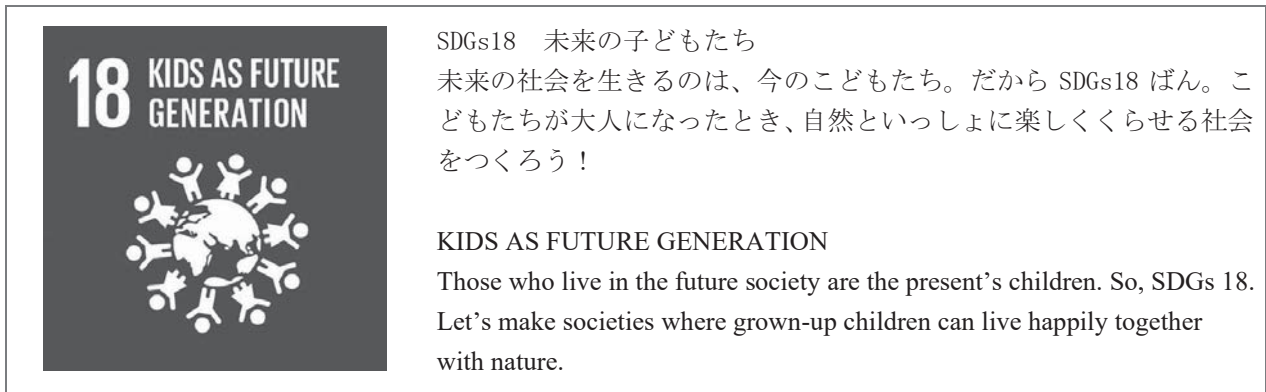 18 KIDS AS FUTURE
GENERATION
SDGs18　未来の子どもたち
未来の社会を生きるのは、今のこどもたち。だから SDGs18 ばん。こ
どもたちが大人になったとき、自然といっしょに楽しくくらせる社会
をつくろう！
KIDS AS FUTURE GENERATION
Those who live in the future society are the present’s children. So, SDGs 18.
Let’s make societies where grown-up children can live happily together
with nature.